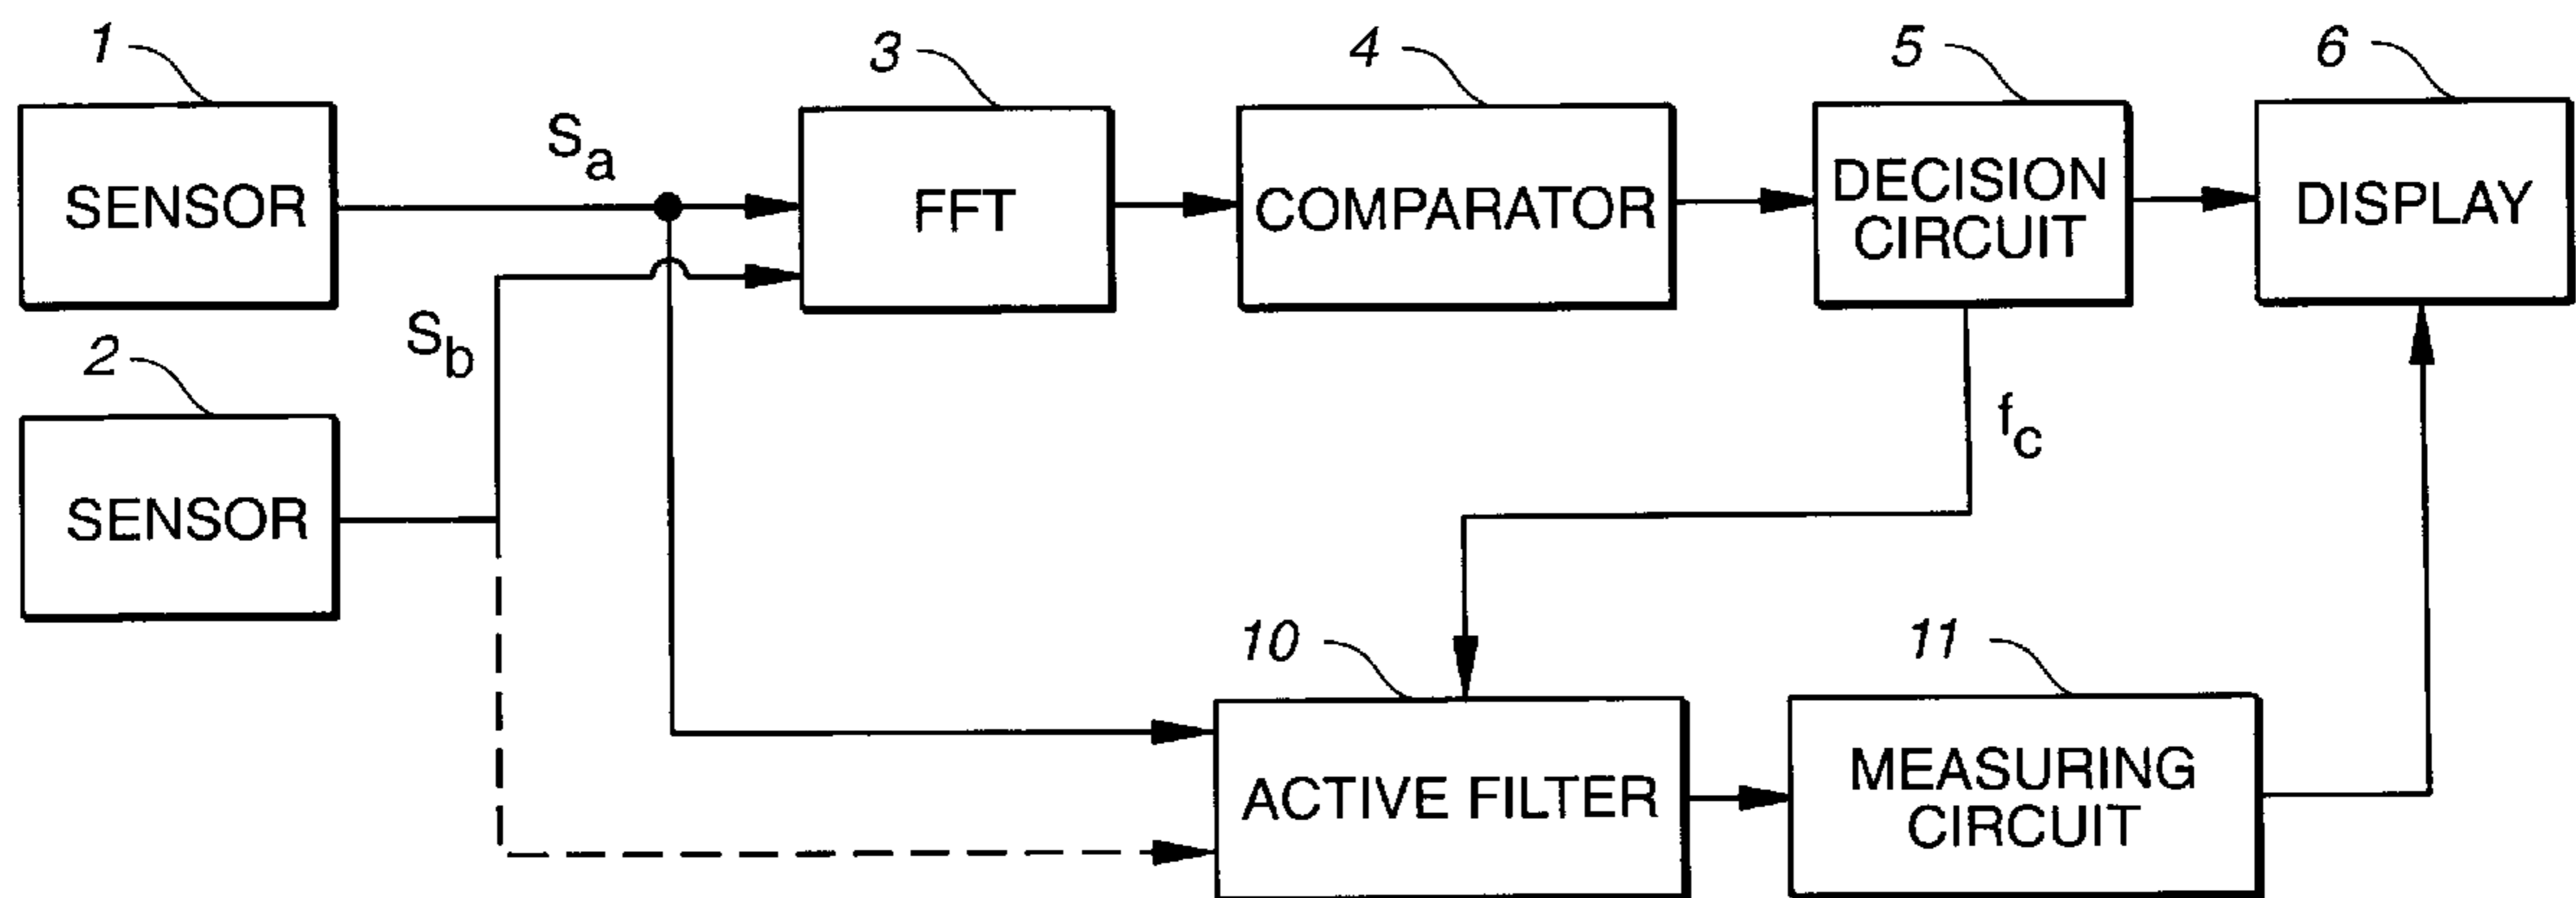 1
3
4
5
6
SENSOR
Sa
FFT
COMPARATOR
DECISION
CIRCUIT
DISPLAY
2
Sb
fc
SENSOR
10
11
ACTIVE FILTER
MEASURING
CIRCUIT